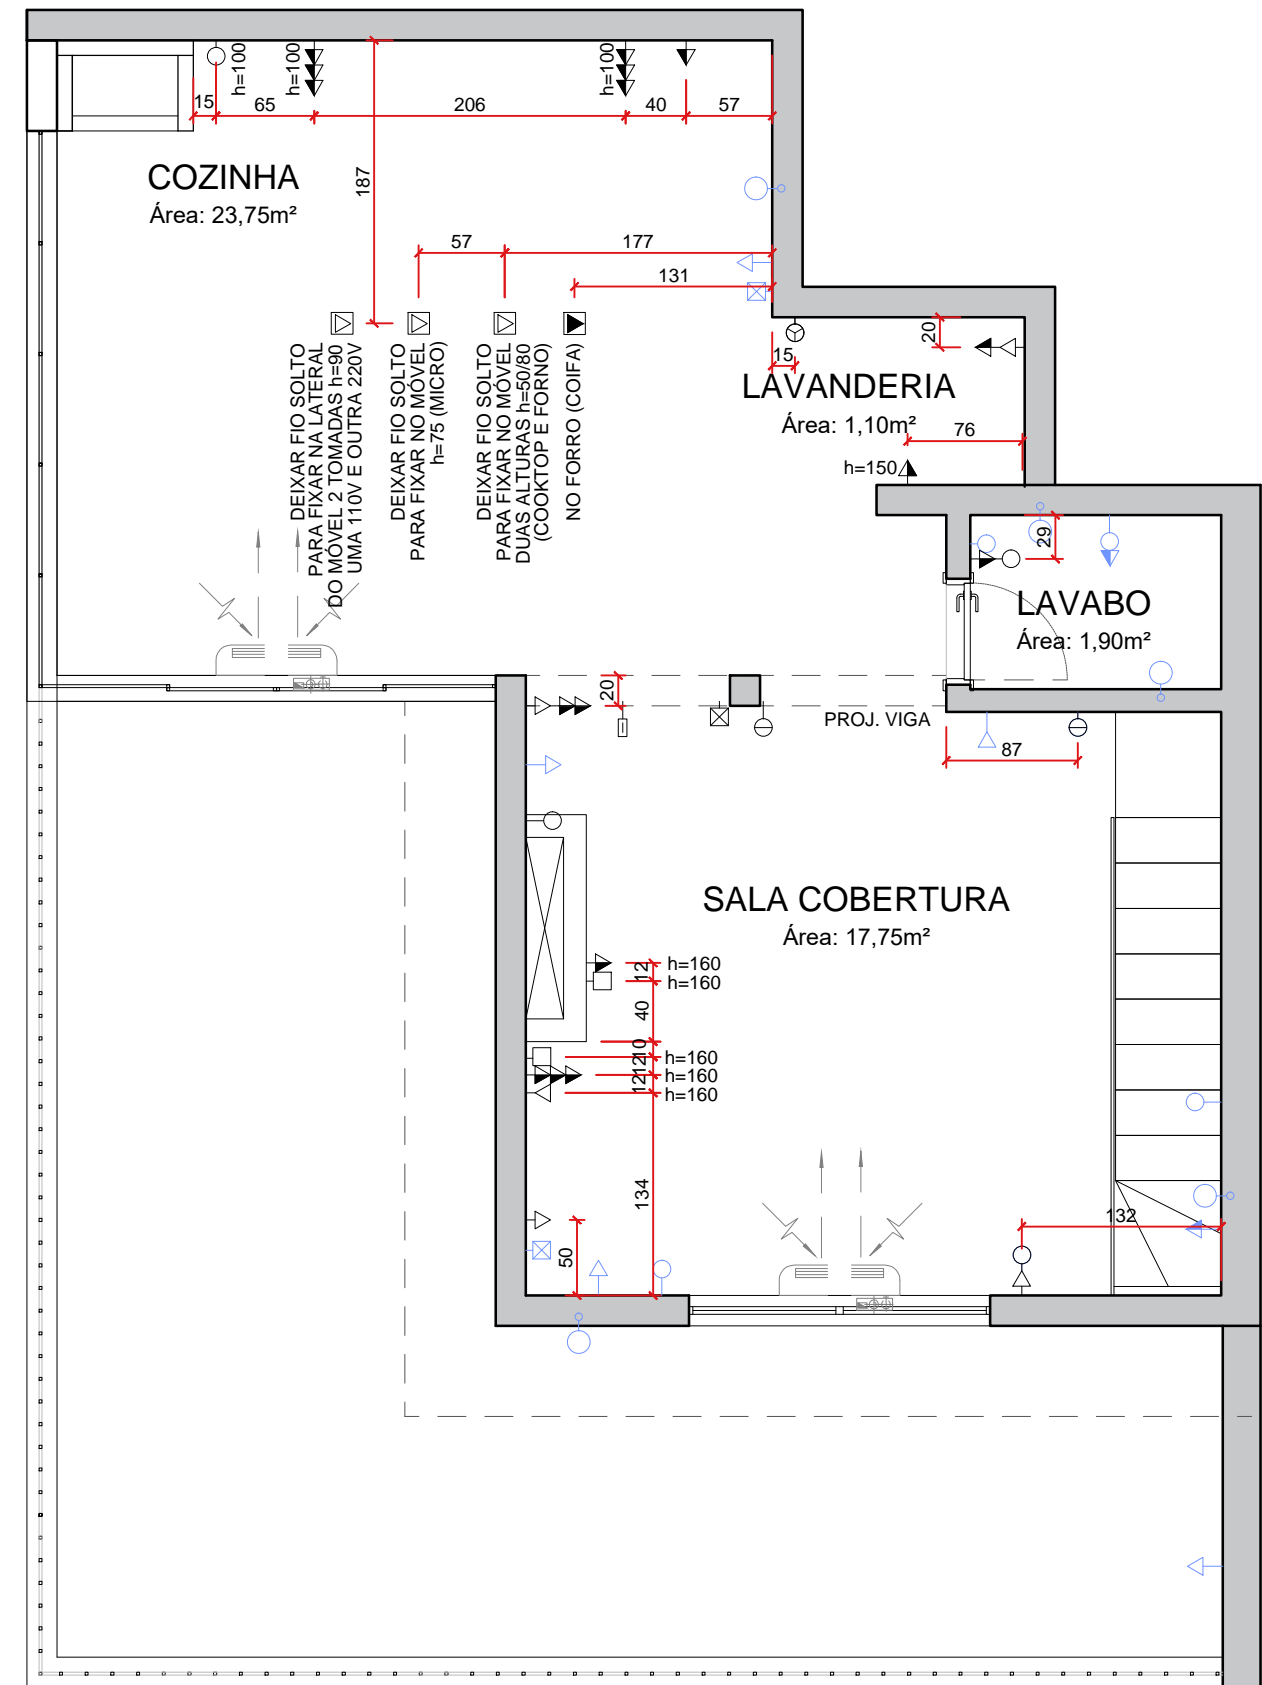 h=100
h=100
h=100
15
65
206
40
57
COZINHA
Área: 23,75m²
187
57
177
131
DEIXAR FIO SOLTO
PARA FIXAR NA LATERAL
DO MÓVEL 2 TOMADAS h=90
UMA 110V E OUTRA 220V
DEIXAR FIO SOLTO
PARA FIXAR NO MÓVEL
h=75 (MICRO)
DEIXAR FIO SOLTO
PARA FIXAR NO MÓVEL
DUAS ALTURAS h=50/80
(COOKTOP E FORNO)
NO FORRO (COIFA)
20
15
LAVANDERIA
Área: 1,10m²
76
h=150
29
LAVABO
Área: 1,90m²
20
PROJ. VIGA
87
SALA COBERTURA
Área: 17,75m²
12
h=160
h=160
40
10
12
h=160
12
h=160
h=160
134
132
50